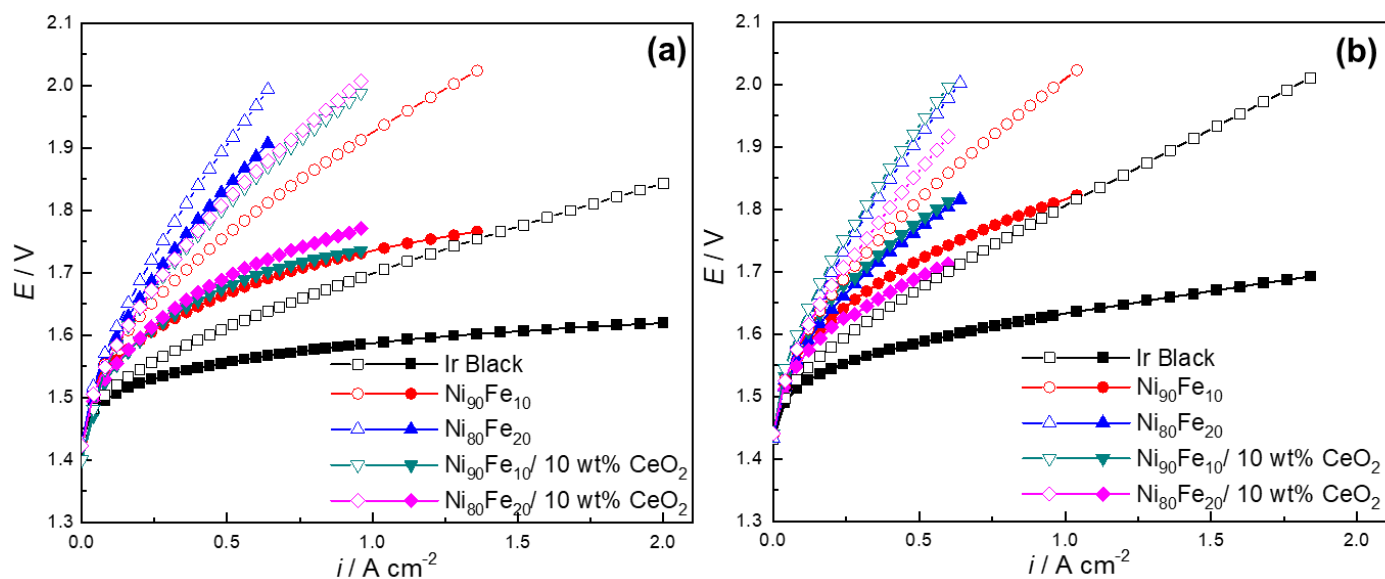 (a)
2.1
2.0
1.9
1.8
1.7
1.6
1.5
1.4
1.3
E / V
0.0
0.5
1.0
1.5
2.0
i / A cm⁻²
Ir Black
Ni₉₀Fe₁₀
Ni₈₀Fe₂₀
Ni₉₀Fe₁₀/ 10 wt% CeO₂
Ni₈₀Fe₂₀/ 10 wt% CeO₂
(b)
2.1
2.0
1.9
1.8
1.7
1.6
1.5
1.4
1.3
E / V
0.0
0.5
1.0
1.5
2.0
i / A cm⁻²
Ir Black
Ni₉₀Fe₁₀
Ni₈₀Fe₂₀
Ni₉₀Fe₁₀/ 10 wt% CeO₂
Ni₈₀Fe₂₀/ 10 wt% CeO₂